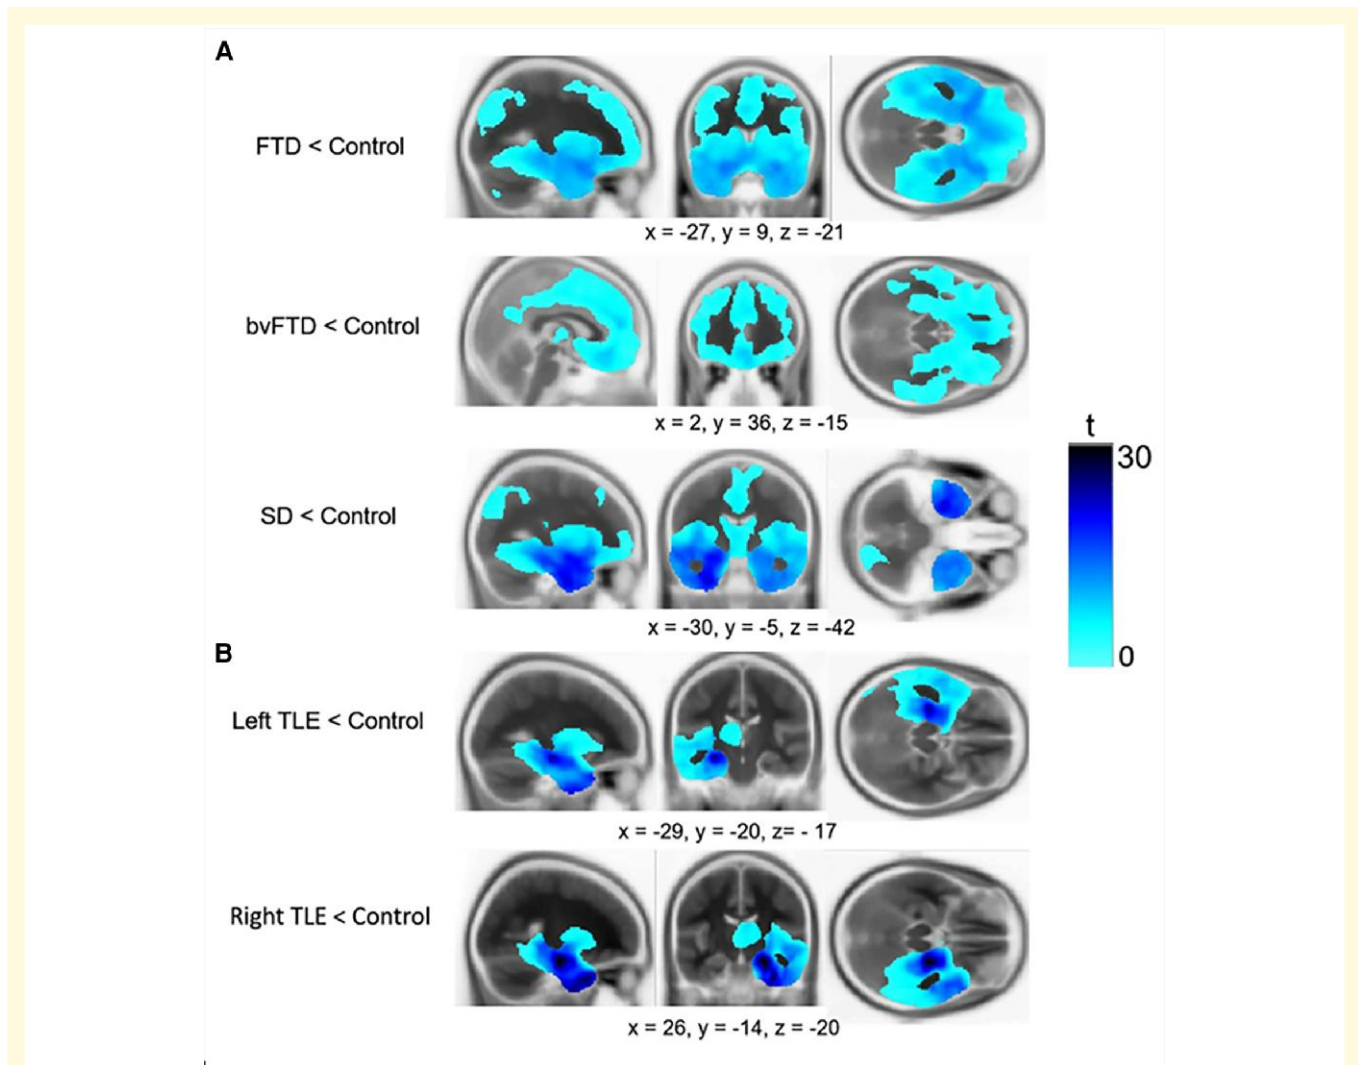 A
FTD < Control
x = -27, y = 9, z = -21
bvFTD < Control
x = 2, y = 36, z = -15
t
30
0
SD < Control
x = -30, y = -5, z = -42
B
Left TLE < Control
x = -29, y = -20, z= - 17
Right TLE < Control
x = 26, y = -14, z = -20